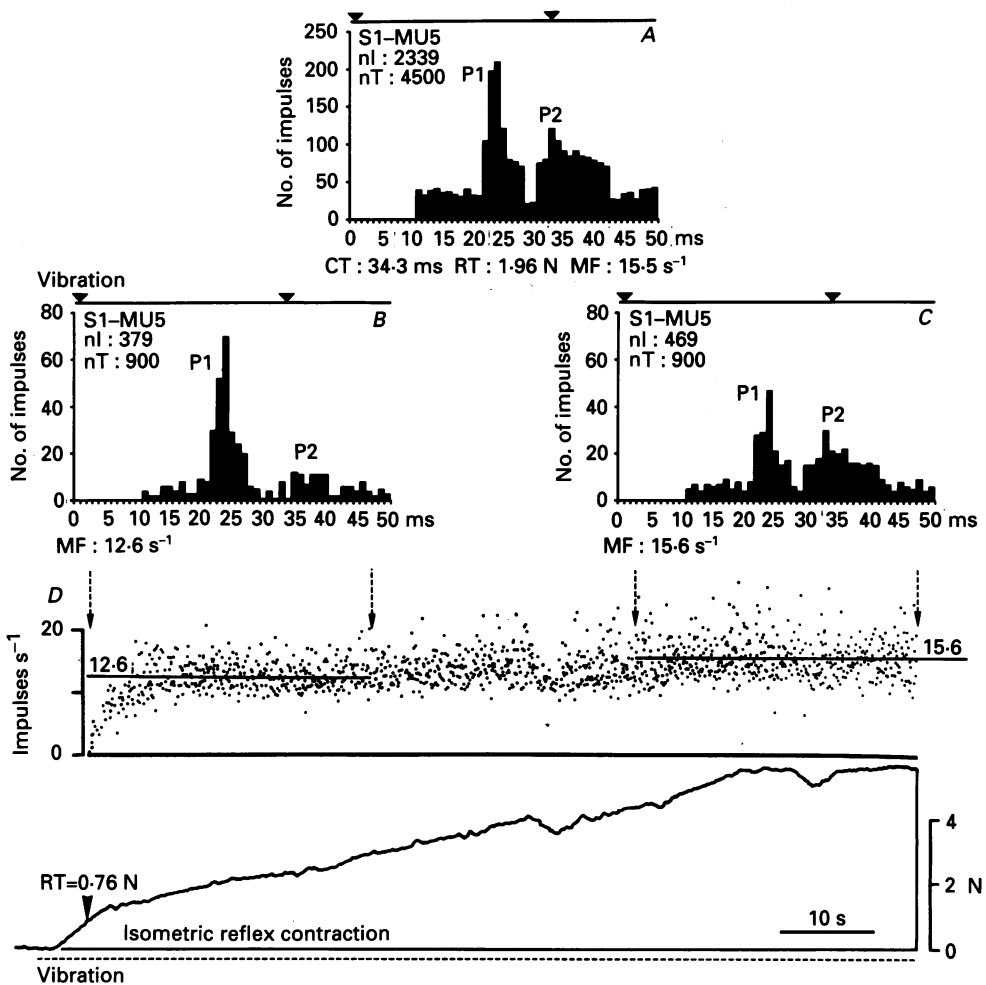 A
250
200
150
100
50
0
No. of impulses
S1–MU5
nI : 2339
nT : 4500
P1
P2
0 5 10 15 20 25 30 35 40 45 50 ms
CT : 34·3 ms RT : 1·96 N MF : 15·5 s⁻¹
Vibration
B
80
60
40
20
0
No. of impulses
S1–MU5
nI : 379
nT : 900
P1
P2
0 5 10 15 20 25 30 35 40 50 ms
MF : 12·6 s⁻¹
C
80
60
40
20
0
No. of impulses
S1–MU5
nI : 469
nT : 900
P1
P2
0 5 10 15 20 25 30 35 40 45 50 ms
MF : 15·6 s⁻¹
D
20
0
Impulses s⁻¹
12·6
15·6
RT=0·76 N
Isometric reflex contraction
10 s
4
2 N
0
Vibration